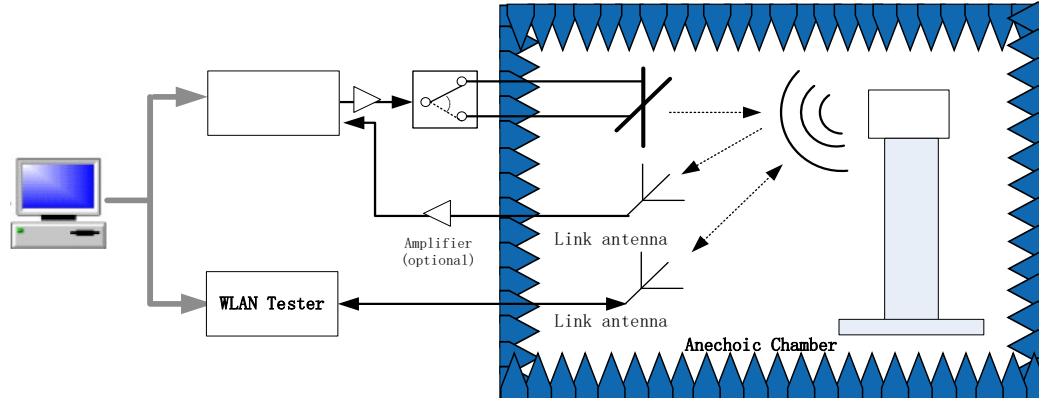 Amplifier
(optional)
Link antenna
WLAN Tester
Link antenna
Anechoic Chamber